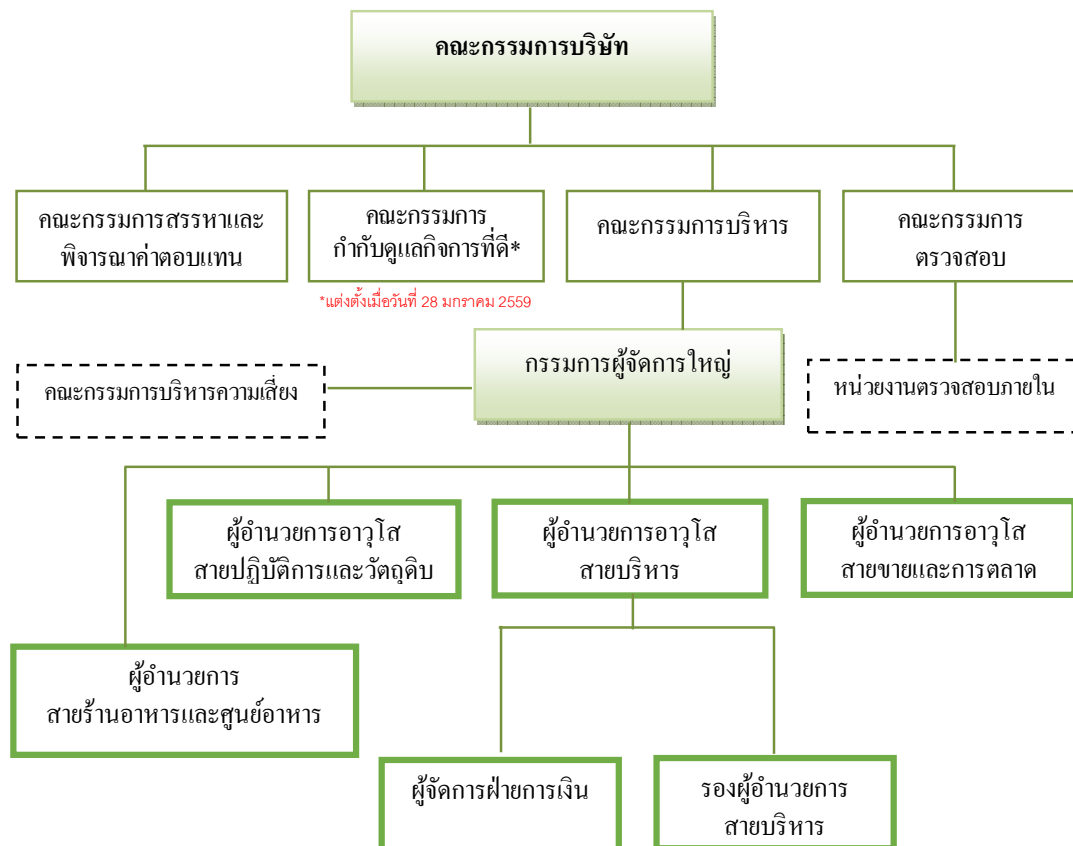 คณะกรรมการบริษัท
คณะกรรมการสรรหาและ
พิจารณาค่าตอบแทน
คณะกรรมการ
กำกับดูแลกิจการที่ดี*
คณะกรรมการบริหาร
คณะกรรมการ
ตรวจสอบ
*แต่งตั้งเมื่อวันที่ 28 มกราคม 2559
กรรมการผู้จัดการใหญ่
คณะกรรมการบริหารความเสี่ยง
หน่วยงานตรวจสอบภายใน
ผู้อำนวยการอาวุโส
สายปฏิบัติการและวัตถุดิบ
ผู้อำนวยการอาวุโส
สายบริหาร
ผู้อำนวยการอาวุโส
สายขายและการตลาด
ผู้อำนวยการ
สายร้านอาหารและศูนย์อาหาร
ผู้จัดการฝ่ายการเงิน
รองผู้อำนวยการ
สายบริหาร